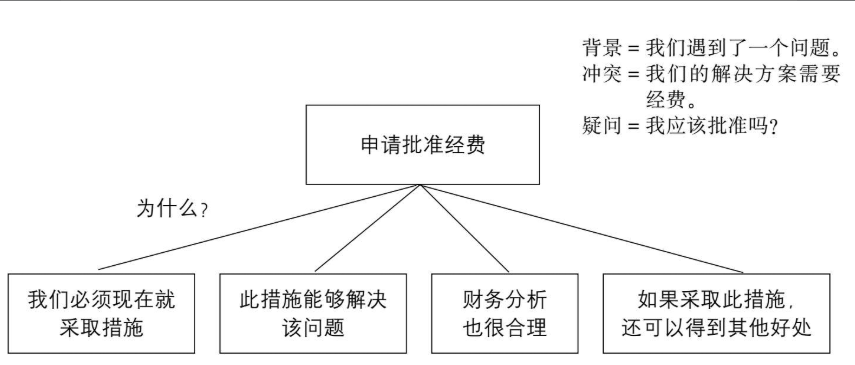 背景 = 我们遇到了一个问题。
冲突 = 我们的解决方案需要
经费。
疑问 = 我应该批准吗?
申请批准经费
为什么?
我们必须现在就
采取措施
此措施能够解决
该问题
财务分析
也很合理
如果采取此措施,
还可以得到其他好处